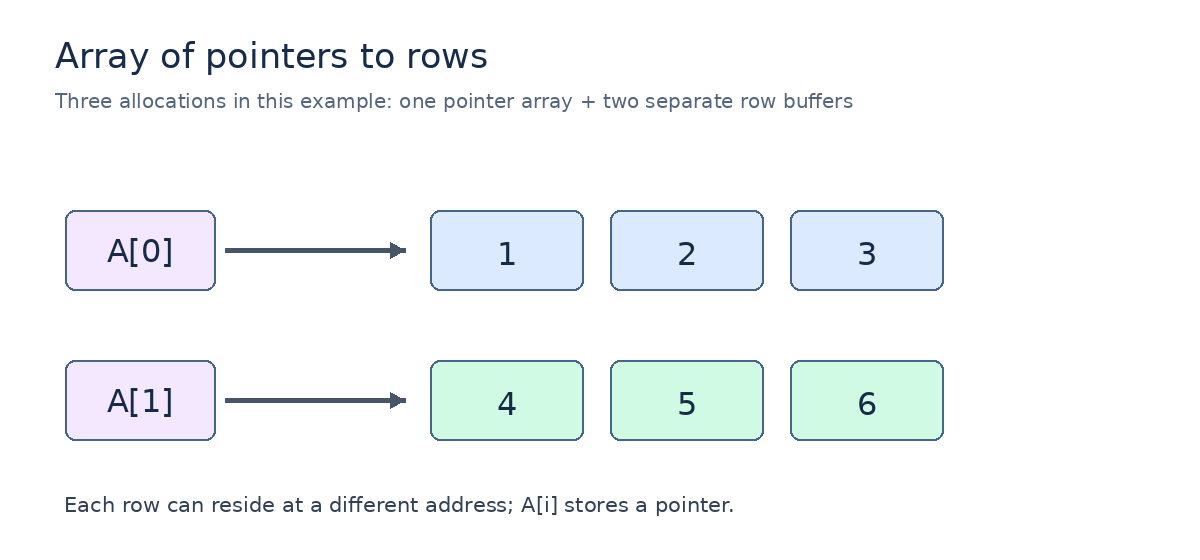 Array of pointers to rows
Three allocations in this example: one pointer array + two separate row buffers
A[0] 1 2 3
A[1] 4 5 6
Each row can reside at a different address; A[i] stores a pointer.